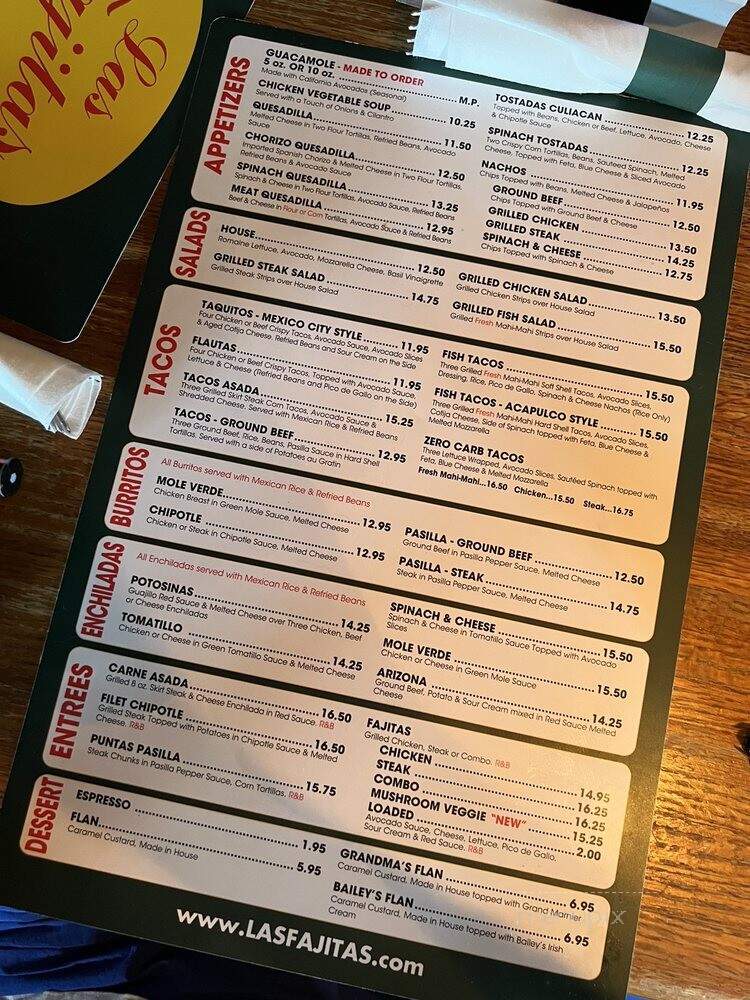 Las
Fajitas
APPETIZERS
GUACAMOLE - MADE TO ORDER
5 oz. OR 10 oz. M.P.
Made with California Avocados (Seasonal)
CHICKEN VEGETABLE SOUP 10.25
Served with a Touch of Onions & Cilantro
QUESADILLA 11.50
Melted Cheese in Two Flour Tortillas, Refried Beans, Avocado
Sauce
CHORIZO QUESADILLA 12.50
Imported Spanish Chorizo & Melted Cheese in Two Flour Tortillas,
Refried Beans & Avocado Sauce
SPINACH QUESADILLA 13.25
Spinach & Cheese in Two Flour Tortillas, Avocado Sauce, Refried Beans
MEAT QUESADILLA 12.95
Beef & Cheese in Flour or Corn Tortillas, Avocado Sauce & Refried Beans
TOSTADAS CULIACAN 12.25
Topped with Beans, Chicken or Beef, Lettuce, Avocado, Cheese
& Chipotle Sauce
SPINACH TOSTADAS 12.25
Two Crispy Corn Tortillas, Beans, Sauteed Spinach, Melted
Cheese, Topped with Feta, Blue Cheese & Sliced Avocado
NACHOS 11.95
Chips Topped with Beans, Melted Cheese & Jalapeños
GROUND BEEF 12.50
Chips Topped with Ground Beef & Cheese
GRILLED CHICKEN 13.50
GRILLED STEAK 14.25
SPINACH & CHEESE 12.75
Chips Topped with Spinach & Cheese
SALADS
HOUSE 12.50
Romaine Lettuce, Avocado, Mozzarella Cheese, Basil Vinaigrette
GRILLED STEAK SALAD 14.75
Grilled Steak Strips over House Salad
GRILLED CHICKEN SALAD 13.50
Grilled Chicken Strips over House Salad
GRILLED FISH SALAD 15.50
Grilled Fresh Mahi-Mahi Strips over House Salad
TACOS
TAQUITOS - MEXICO CITY STYLE 11.95
Four Chicken or Beef Crispy Tacos, Avocado Sauce, Avocado Slices
& Aged Cotija Cheese, Refried Beans and Sour Cream on the Side
FLAUTAS 11.95
Four Chicken or Beef Crispy Tacos, Topped with Avocado Sauce,
Lettuce & Cheese (Refried Beans and Pico de Gallo on the Side)
TACOS ASADA 15.25
Three Grilled Skirt Steak Corn Tacos, Avocado Sauce &
Shredded Cheese. Served with Mexican Rice & Refried Beans
TACOS - GROUND BEEF 12.95
Three Ground Beef, Rice, Beans, Pasilla Sauce in Hard Shell
Tortillas. Served with a side of Potatoes au Gratin
FISH TACOS 15.50
Three Grilled Fresh Mahi-Mahi Soft Shell Tacos, Avocado Slices,
Dressing, Rice, Pico de Gallo, Spinach & Cheese Nachos (Rice Only)
FISH TACOS - ACAPULCO STYLE 15.50
Three Grilled Fresh Mahi-Mahi Hard Shell Tacos, Avocado Slices,
Cotija Cheese, Side of Spinach topped with Feta, Blue Cheese &
Melted Mozzarella
ZERO CARB TACOS
Three Lettuce Wrapped, Avocado Slices, Sautéed Spinach topped with
Feta, Blue Cheese & Melted Mozzarella
Fresh Mahi-Mahi...16.50 Chicken...15.50 Steak...16.75
BURRITOS
All Burritos served with Mexican Rice & Refried Beans
MOLE VERDE 12.95
Chicken Breast in Green Mole Sauce, Melted Cheese
CHIPOTLE 12.95
Chicken or Steak in Chipotle Sauce, Melted Cheese
PASILLA - GROUND BEEF 12.50
Ground Beef in Pasilla Pepper Sauce, Melted Cheese
PASILLA - STEAK 14.75
Steak in Pasilla Pepper Sauce, Melted Cheese
ENCHILADAS
All Enchiladas served with Mexican Rice & Refried Beans
POTOSINAS 14.25
Guajillo Red Sauce & Melted Cheese over Three Chicken, Beef
or Cheese Enchiladas
TOMATILLO 14.25
Chicken or Cheese in Green Tomatillo Sauce & Melted Cheese
SPINACH & CHEESE 15.50
Spinach & Cheese in Tomatillo Sauce Topped with Avocado
Slices
MOLE VERDE 15.50
Chicken or Cheese in Green Mole Sauce
ARIZONA 14.25
Ground Beef, Potato & Sour Cream mixed in Red Sauce Melted
Cheese
ENTREES
CARNE ASADA 16.50
Grilled 8 oz. Skirt Steak & Cheese Enchilada in Red Sauce. R&B
FILET CHIPOTLE 16.50
Grilled Steak Topped with Potatoes in Chipotle Sauce & Melted
Cheese. R&B
PUNTAS PASILLA 15.75
Steak Chunks in Pasilla Pepper Sauce, Corn Tortillas. R&B
FAJITAS
Grilled Chicken, Steak or Combo. R&B
CHICKEN 14.95
STEAK 16.25
COMBO 16.25
MUSHROOM VEGGIE "NEW" 15.25
LOADED 2.00
Avocado Sauce, Cheese, Lettuce, Pico de Gallo,
Sour Cream & Red Sauce. R&B
DESSERT
ESPRESSO 1.95
FLAN 5.95
Caramel Custard, Made in House
GRANDMA'S FLAN 6.95
Caramel Custard, Made in House topped with Grand Marnier
BAILEY'S FLAN 6.95
Caramel Custard, Made in House topped with Bailey's Irish
Cream
www.LASFAJITAS.com